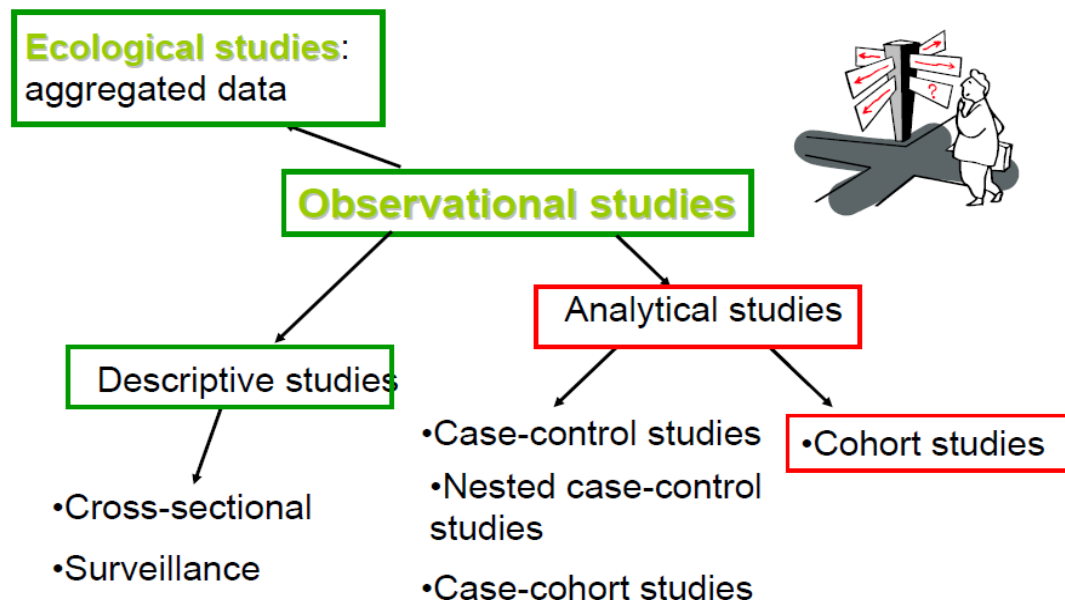 Ecological studies:
aggregated data
?
Observational studies
Analytical studies
Descriptive studies
•Case-control studies
•Cohort studies
•Nested case-control
studies
•Cross-sectional
•Surveillance
•Case-cohort studies